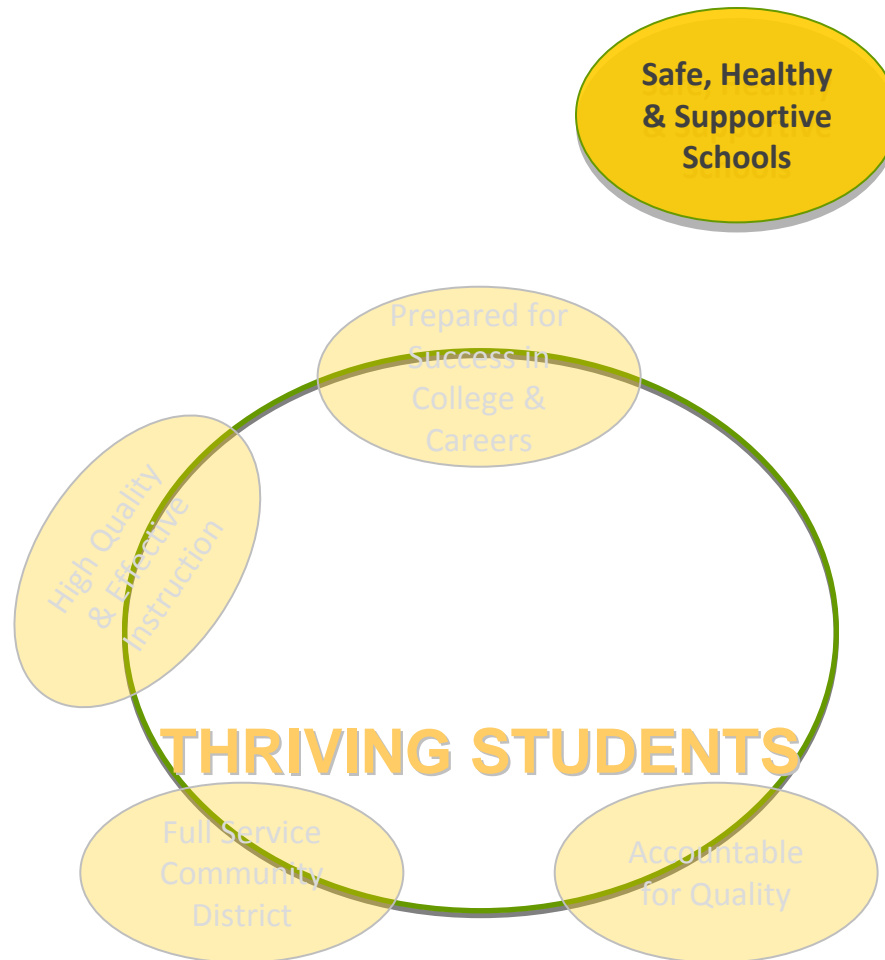 Safe, Healthy
& Supportive
Schools
Prepared for
Success in
College &
Careers
High Quality
& Effective
Instruction
THRIVING STUDENTS
Full Service
Community
District
Accountable
for Quality